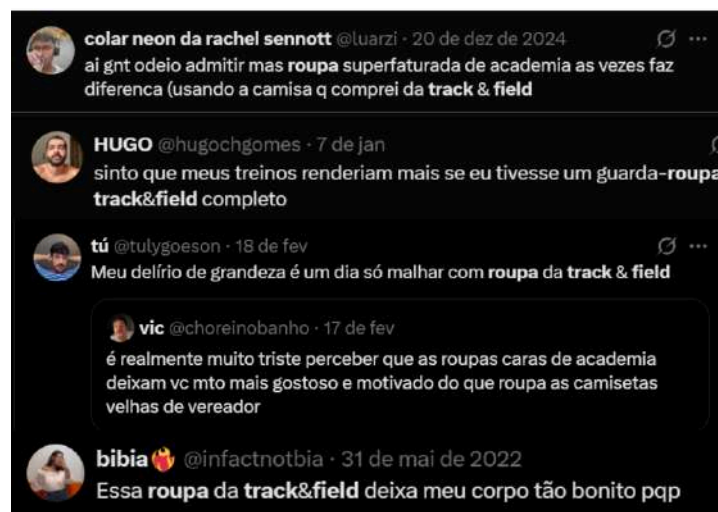 colar neon da rachel sennott @luarzi · 20 de dez de 2024
ai gnt odeio admitir mas roupa superfaturada de academia as vezes faz
diferenca (usando a camisa q comprei da track & field
HUGO @hugochgomes · 7 de jan
sinto que meus treinos renderiam mais se eu tivesse um guarda-roupa
track&field completo
tú @tulygoeson · 18 de fev
Meu delírio de grandeza é um dia só malhar com roupa da track & field
vic @choreinobanho · 17 de fev
é realmente muito triste perceber que as roupas caras de academia
deixam vc mto mais gostoso e motivado do que roupa as camisetas
velhas de vereador
bibia❤️‍🔥 @infactnotbia · 31 de mai de 2022
Essa roupa da track&field deixa meu corpo tão bonito pqp